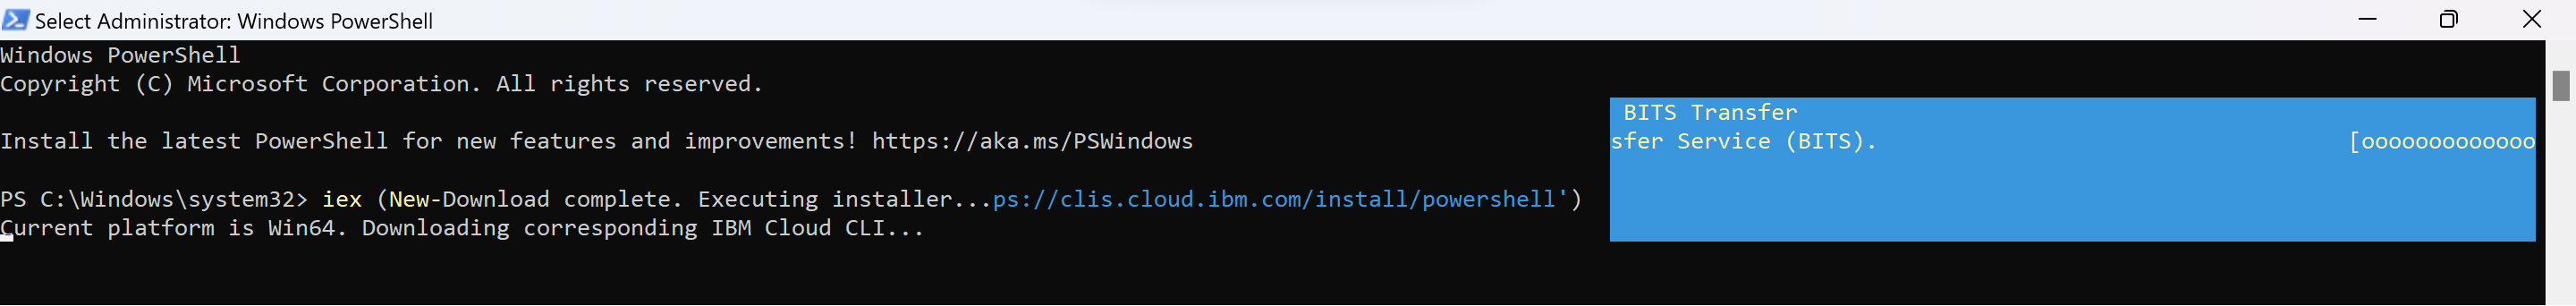 Select Administrator: Windows PowerShell
Windows PowerShell
Copyright (C) Microsoft Corporation. All rights reserved.
BITS Transfer
Install the latest PowerShell for new features and improvements! https://aka.ms/PSWindows sfer Service (BITS). [ooooooooooooo
PS C:\Windows\system32> iex (New-Download complete. Executing installer...ps://clis.cloud.ibm.com/install/powershell')
Current platform is Win64. Downloading corresponding IBM Cloud CLI...